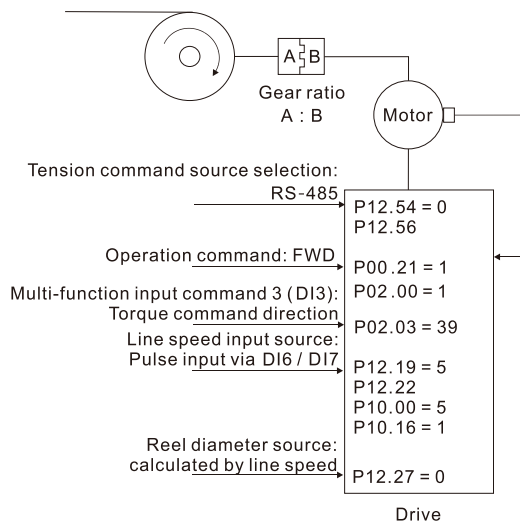 A B
Gear ratio
A : B
Motor
Tension command source selection:
RS-485
P12.54 = 0
P12.56
Operation command: FWD
P00.21 = 1
Multi-function input command 3 (DI3):
P02.00 = 1
Torque command direction
P02.03 = 39
Line speed input source:
Pulse input via DI6 / DI7
P12.19 = 5
P12.22
P10.00 = 5
P10.16 = 1
Reel diameter source:
calculated by line speed
P12.27 = 0
Drive